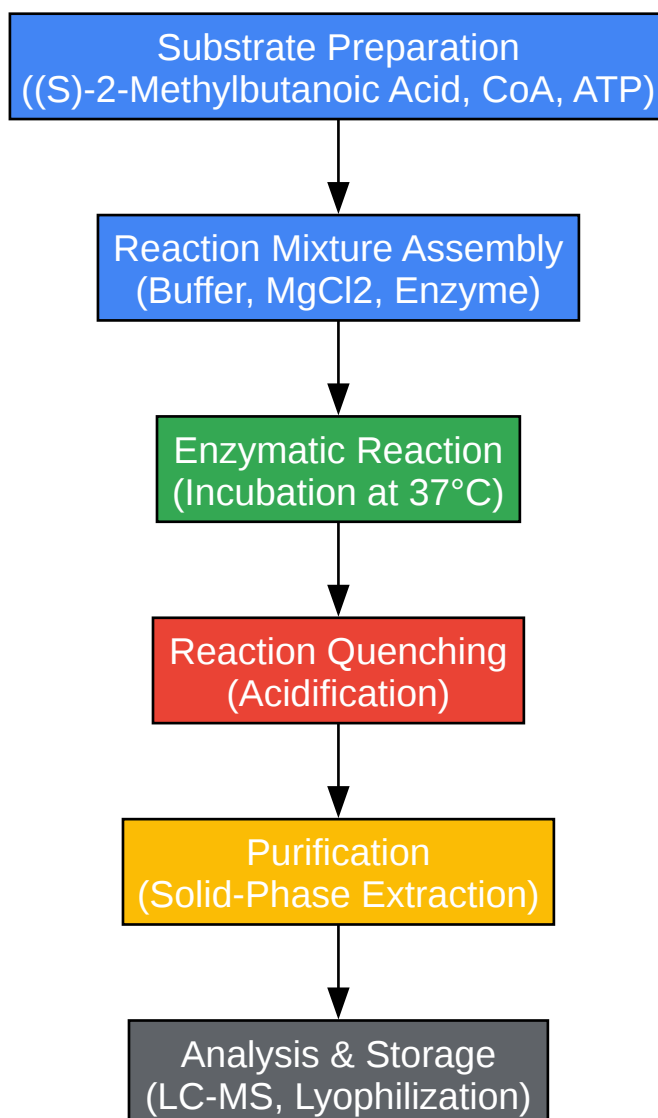 Substrate Preparation
((S)-2-Methylbutanoic Acid, CoA, ATP)
Reaction Mixture Assembly
(Buffer, MgCl2, Enzyme)
Enzymatic Reaction
(Incubation at 37°C)
Reaction Quenching
(Acidification)
Purification
(Solid-Phase Extraction)
Analysis & Storage
(LC-MS, Lyophilization)